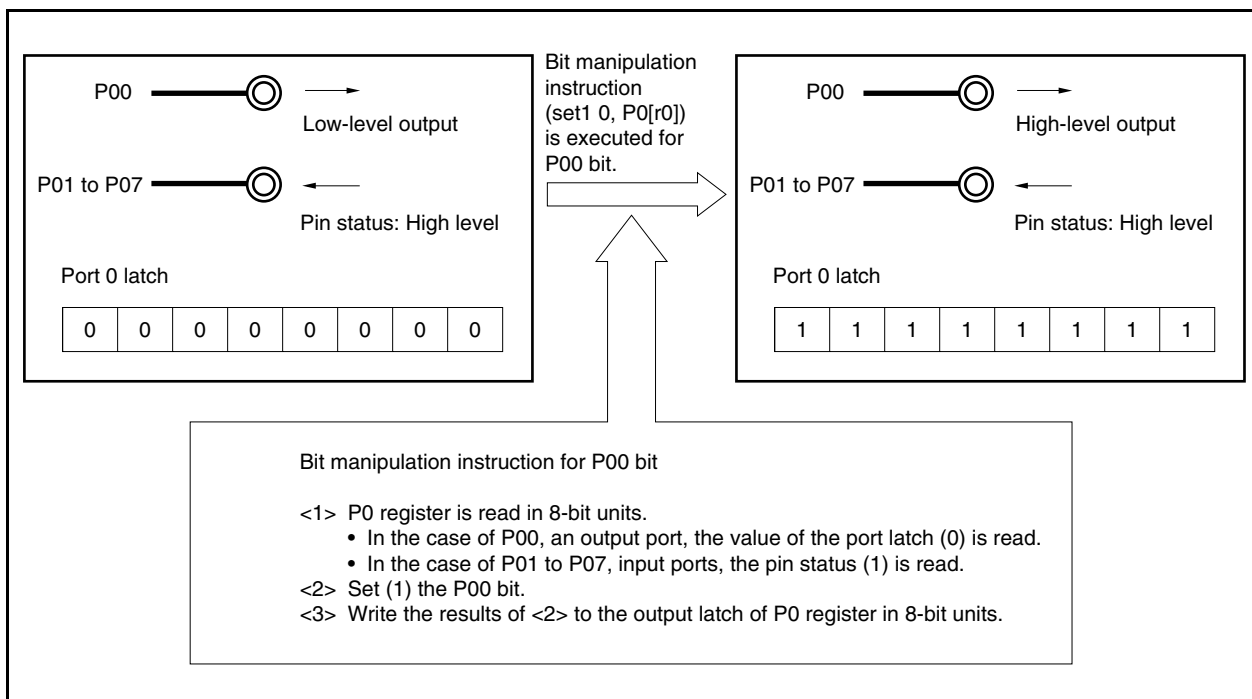 P00
Low-level output
P01 to P07
Pin status: High level
Port 0 latch
0 0 0 0 0 0 0 0
Bit manipulation
instruction
(set1 0, P0[r0])
is executed for
P00 bit.
P00
High-level output
P01 to P07
Pin status: High level
Port 0 latch
1 1 1 1 1 1 1 1
Bit manipulation instruction for P00 bit
<1> P0 register is read in 8-bit units.
• In the case of P00, an output port, the value of the port latch (0) is read.
• In the case of P01 to P07, input ports, the pin status (1) is read.
<2> Set (1) the P00 bit.
<3> Write the results of <2> to the output latch of P0 register in 8-bit units.